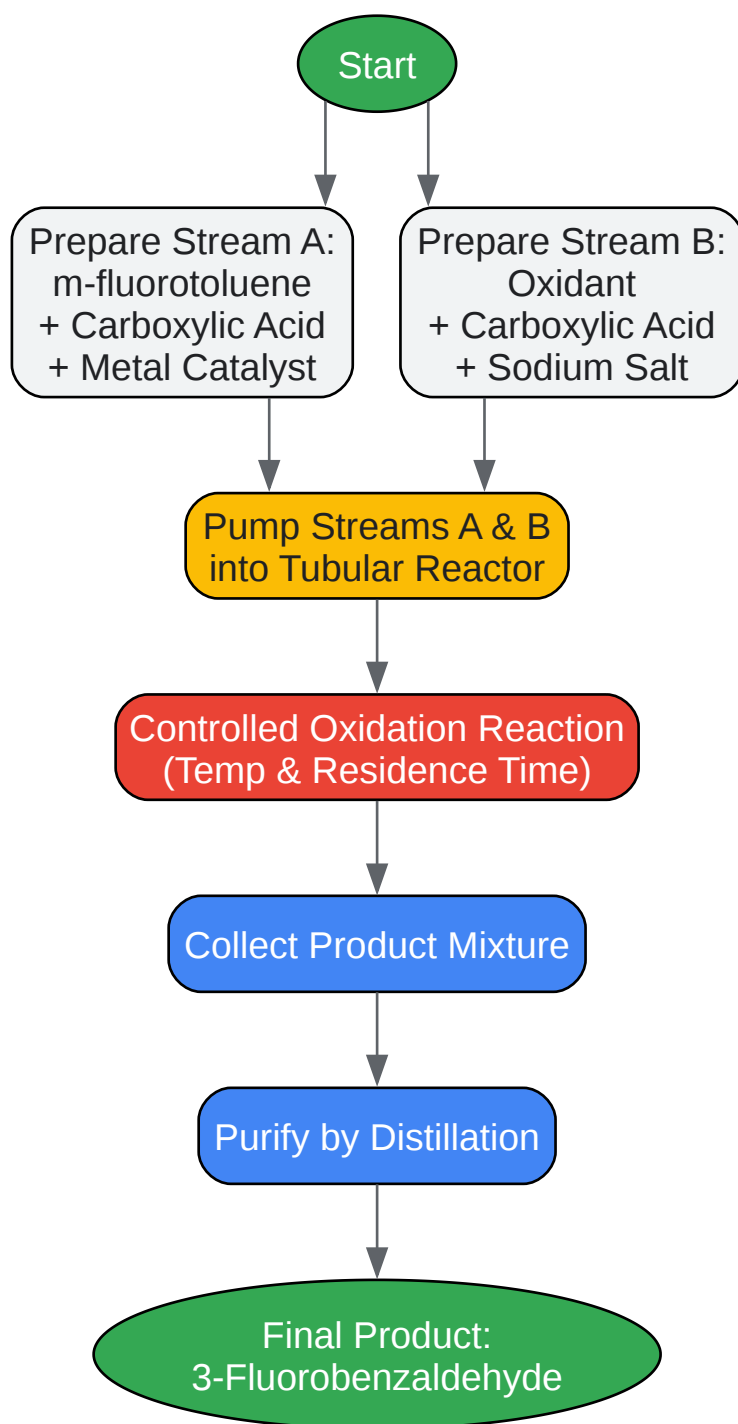 Start
Prepare Stream A:
m-fluorotoluene
+ Carboxylic Acid
+ Metal Catalyst
Prepare Stream B:
Oxidant
+ Carboxylic Acid
+ Sodium Salt
Pump Streams A & B
into Tubular Reactor
Controlled Oxidation Reaction
(Temp & Residence Time)
Collect Product Mixture
Purify by Distillation
Final Product:
3-Fluorobenzaldehyde